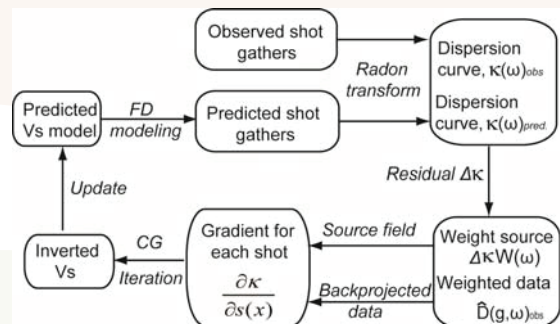 Observed shot
gathers
Radon
transform
Dispersion
curve, κ(ω)obs
Dispersion
curve, κ(ω)pred.
Predicted
Vs model
FD
modeling
Predicted shot
gathers
Residual Δκ
Update
Inverted
Vs
CG
Iteration
Gradient for
each shot
∂κ
∂s(x)
Source field
Backprojected
data
Weight source
ΔκW(ω)
Weighted data
D̂(g,ω)obs